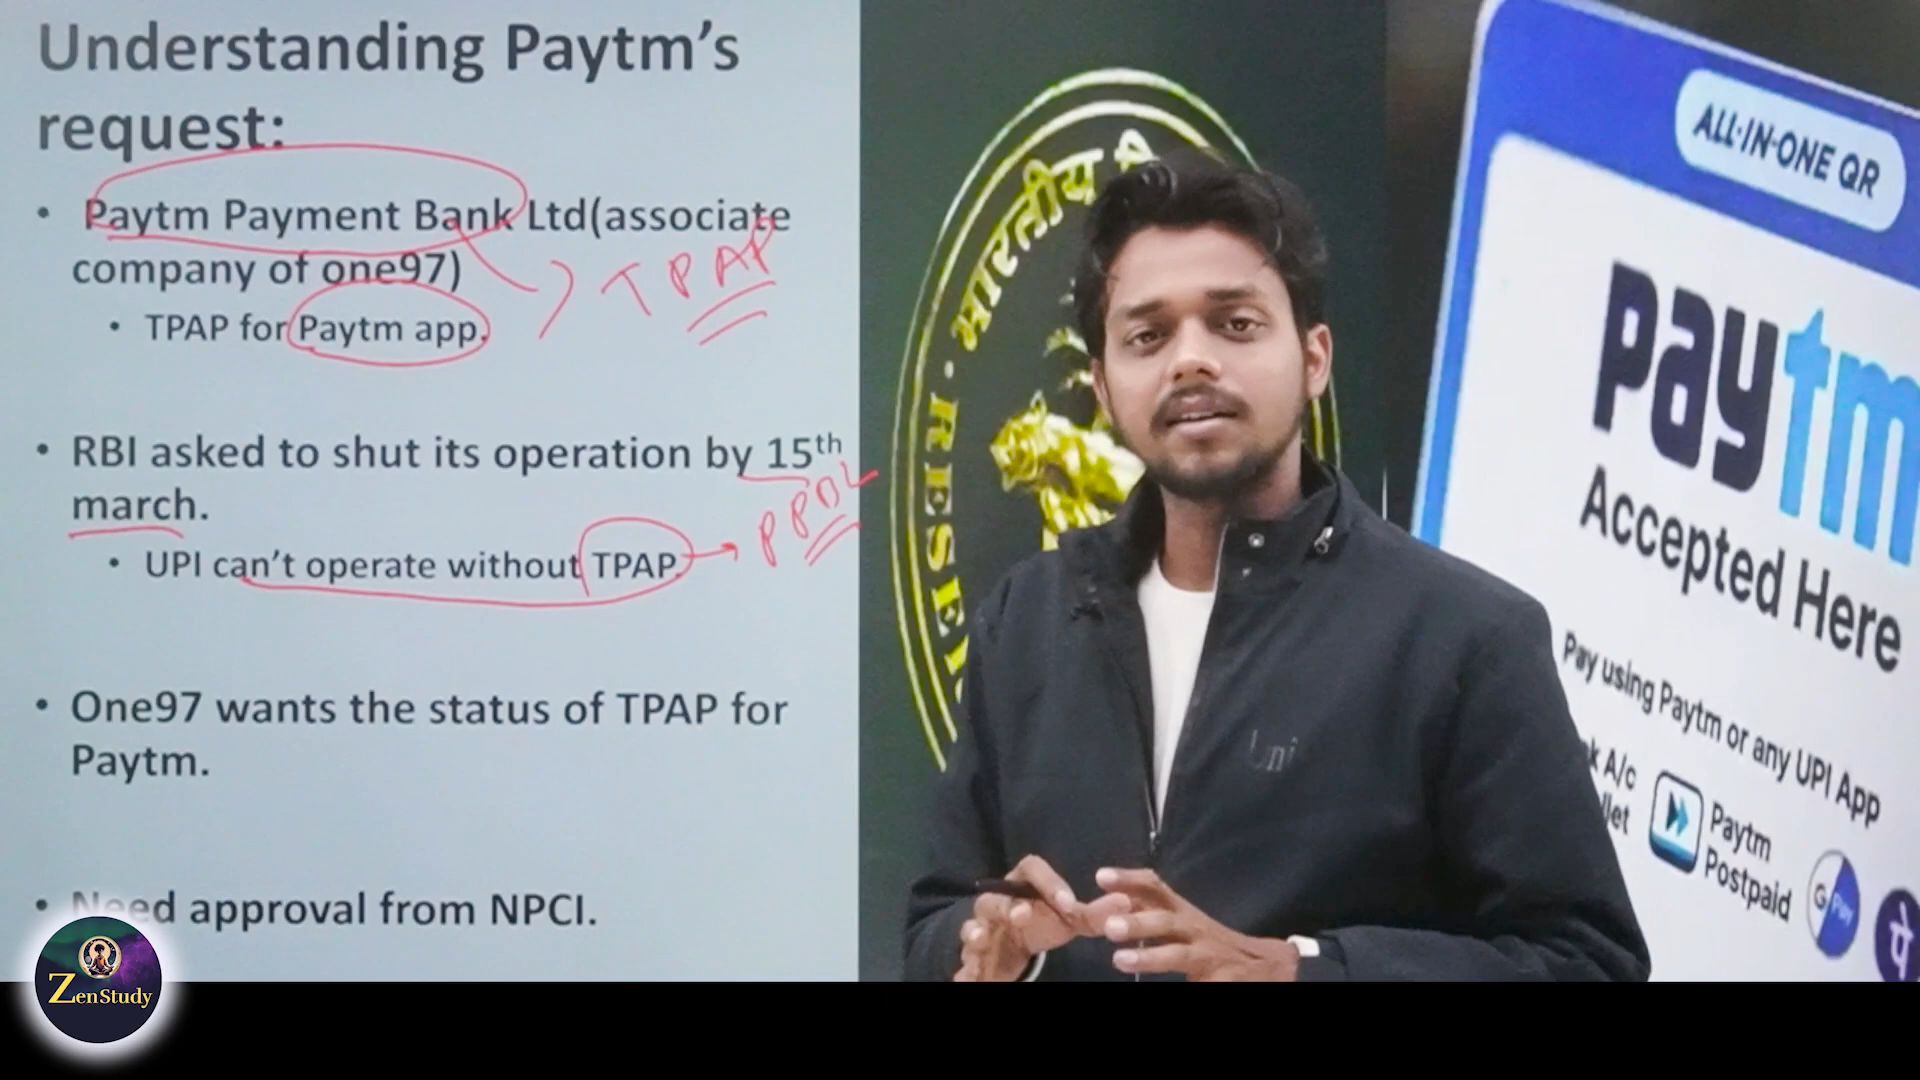 Understanding Paytm's
request:
• Paytm Payment Bank Ltd(associate
company of one97)
TPAP
• TPAP for Paytm app.
• RBI asked to shut its operation by 15th
march.
PPBL
• UPI can't operate without TPAP.
• One97 wants the status of TPAP for
Paytm.
• Need approval from NPCI.
ZenStudy
भारतीय
RESE
Uni
ALL-IN-ONE QR
paytm
Accepted Here
Pay using Paytm or any UPI App
A/c
Paytm
Postpaid
G Pay
पे